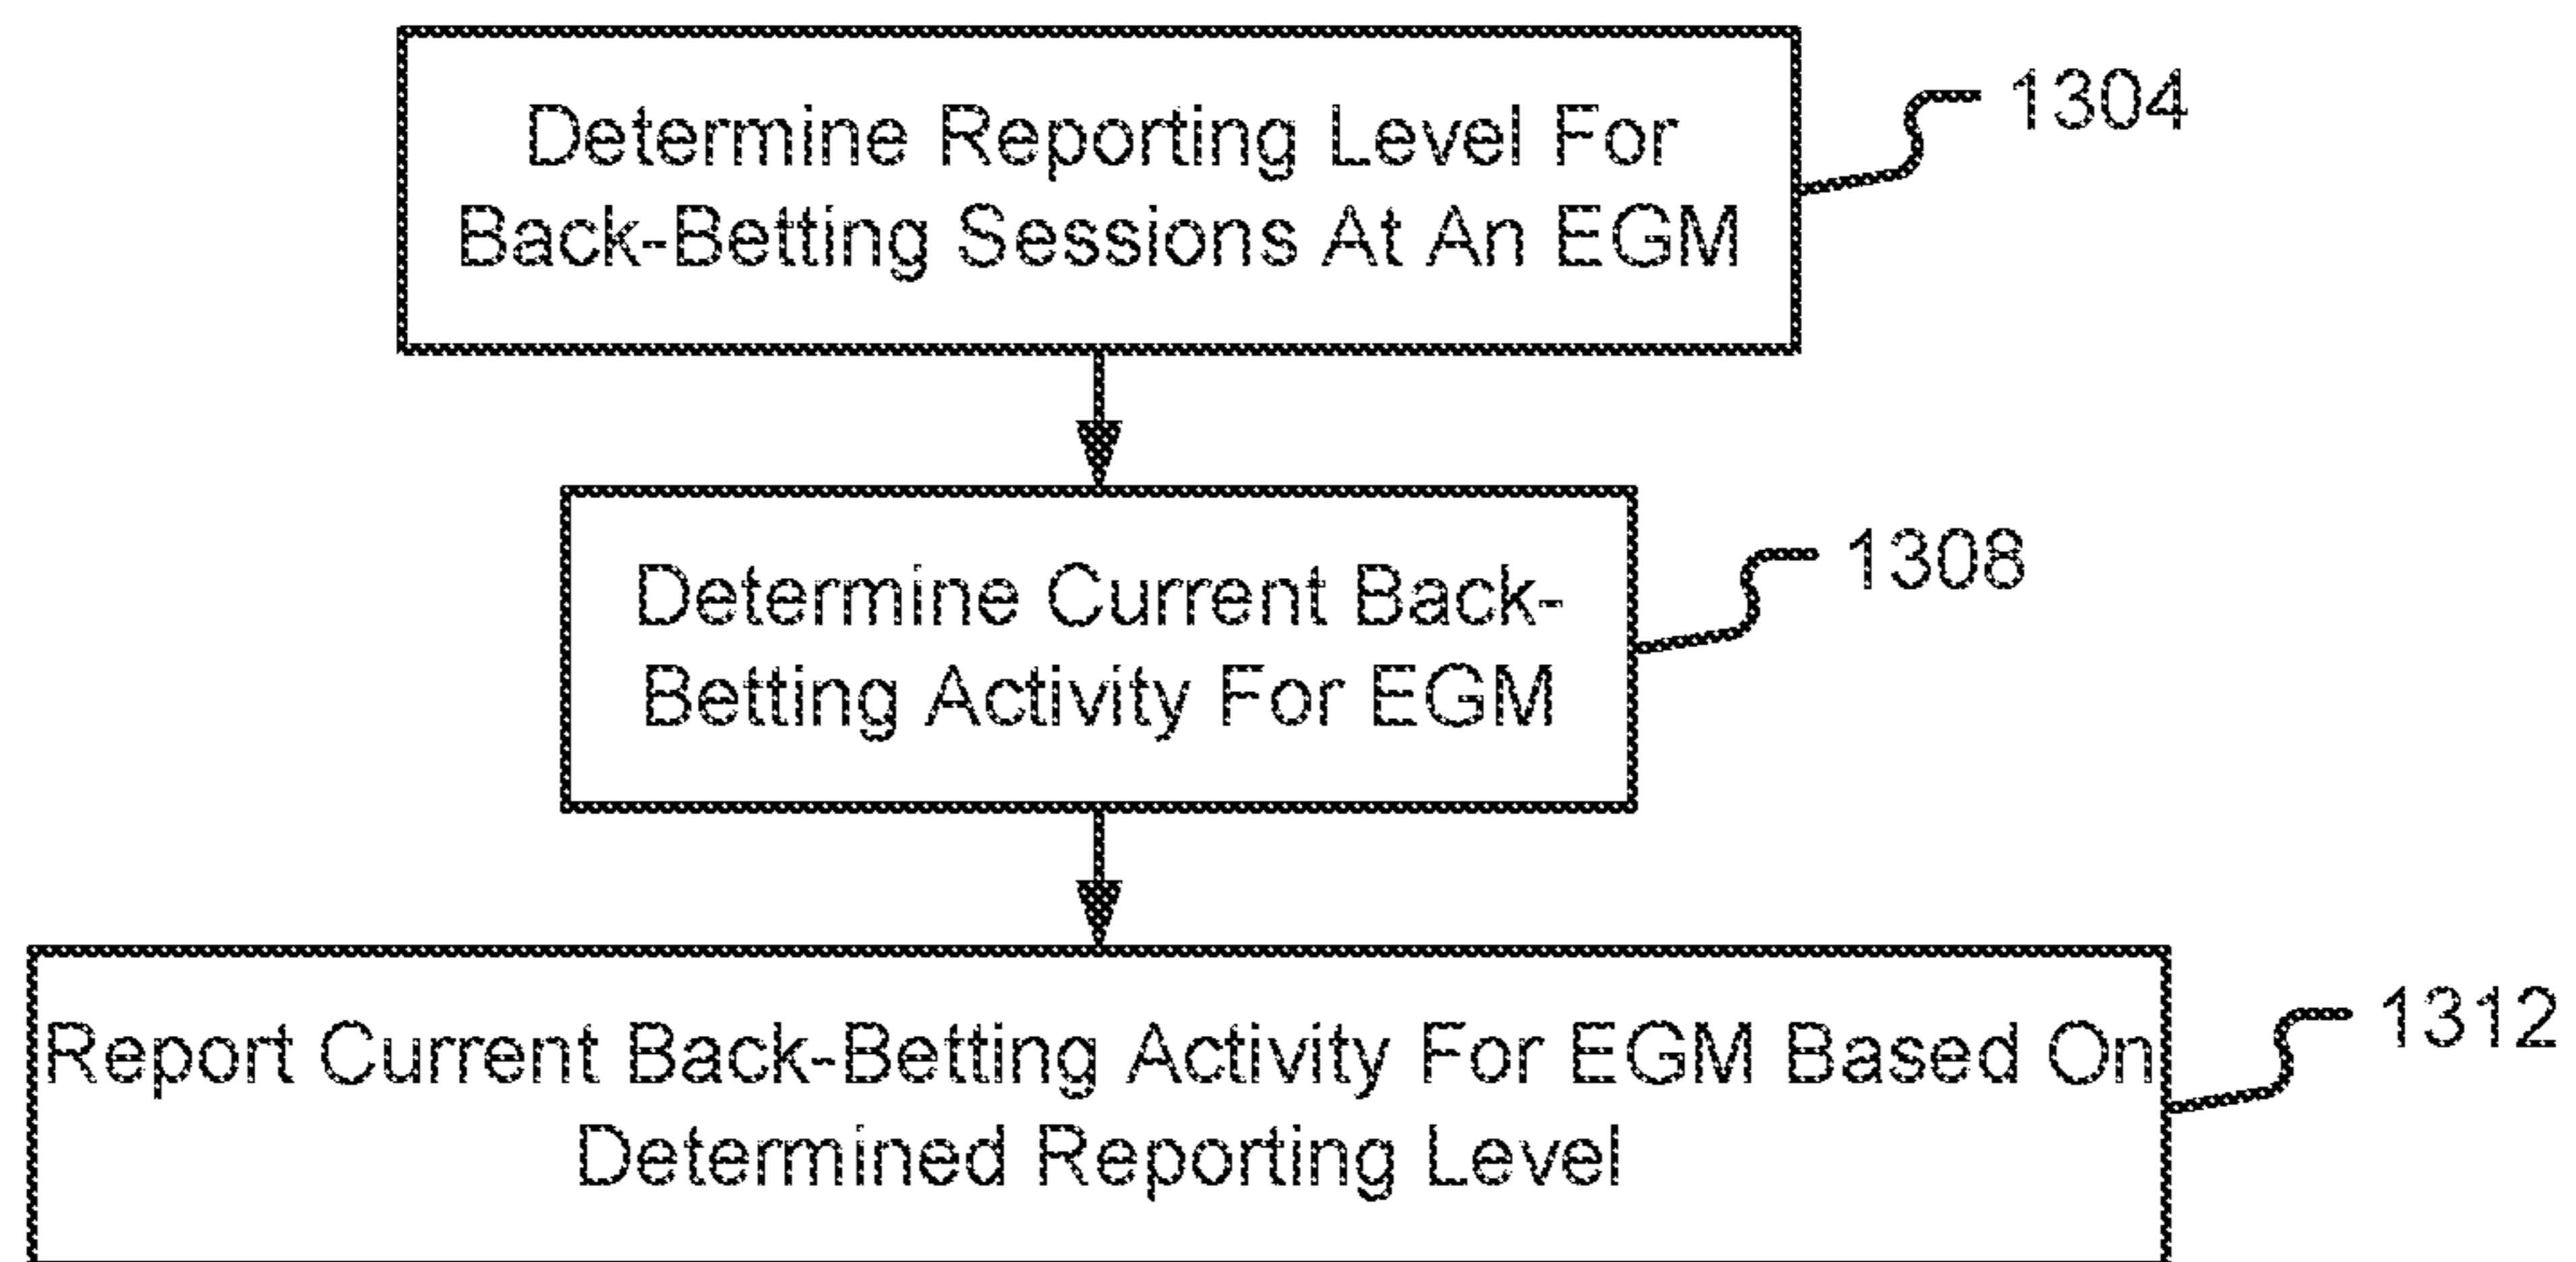 Determine Reporting Level For
Back-Betting Sessions At An EGM
1304
Determine Current Back-
Betting Activity For EGM
1308
Report Current Back-Betting Activity For EGM Based On
Determined Reporting Level
1312